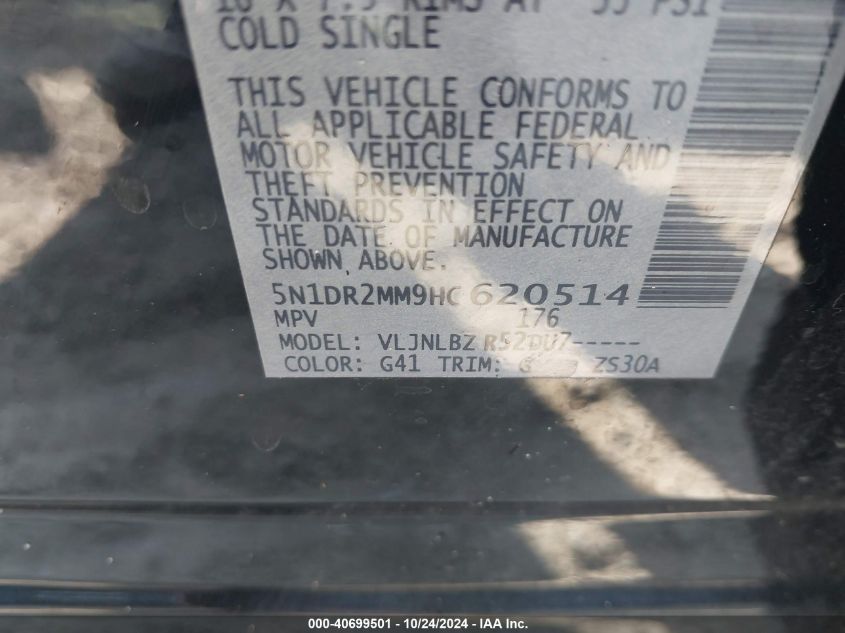 COLD SINGLE
THIS VEHICLE CONFORMS TO
ALL APPLICABLE FEDERAL
MOTOR VEHICLE SAFETY AND
THEFT PREVENTION
STANDARDS IN EFFECT ON
THE DATE OF MANUFACTURE
SHOWN ABOVE.
5N1DR2MM9HC620514
MPV 176
MODEL: VLJNLBZ R52DU7-----
COLOR: G41 TRIM: G ZS30A
000-40699501 - 10/24/2024 - IAA Inc.